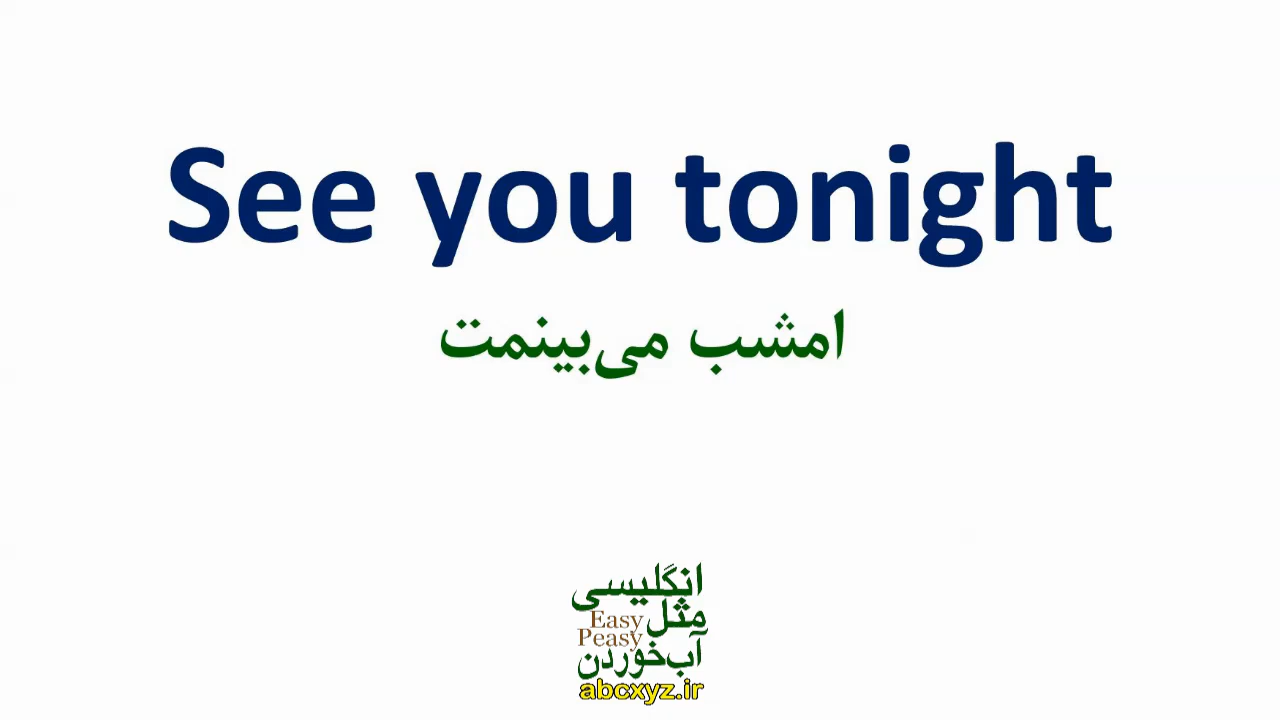 See you tonight
امشب می‌بینمت
انگلیسی
مثل
Easy
Peasy
آب‌خوردن
abcxyz.ir